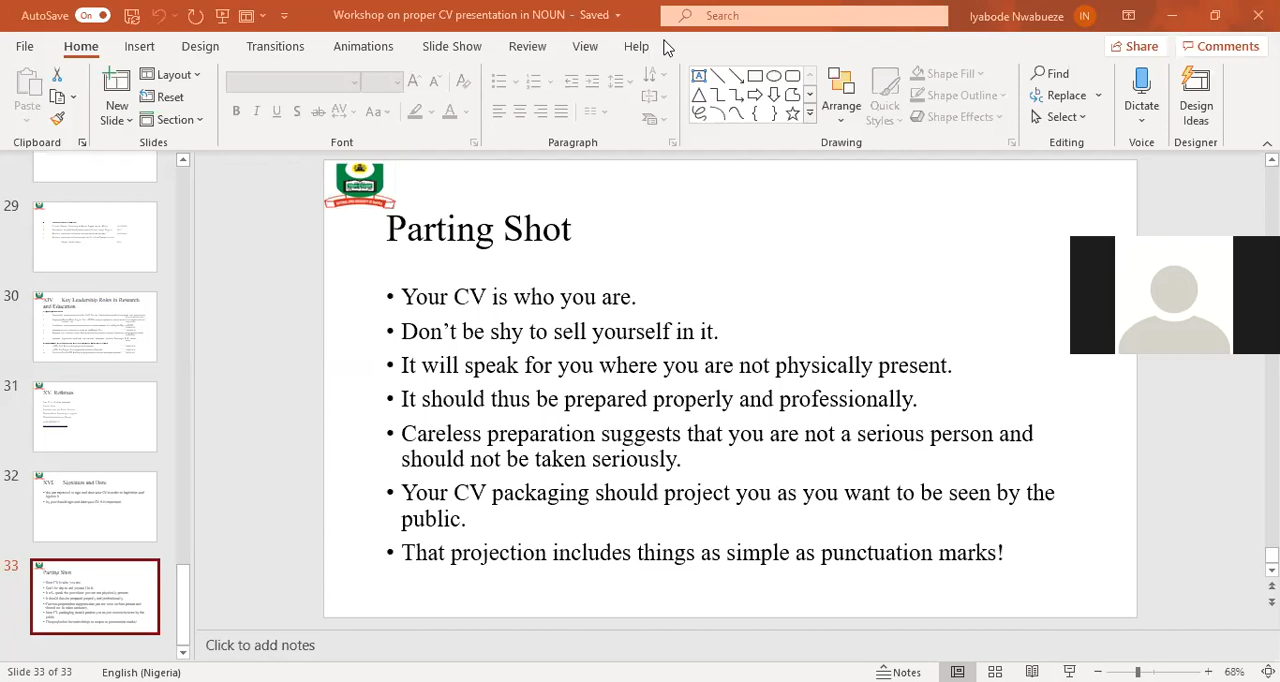 AutoSave On Workshop on proper CV presentation in NOUN - Saved Search Iyabode Nwabueze IN
File Home Insert Design Transitions Animations Slide Show Review View Help Share Comments
Paste New Slide Layout Reset Section
B I U S ab AV Aa A
Arrange Quick Styles Shape Fill Shape Outline Shape Effects
Find Replace Select Dictate Design Ideas
Clipboard Slides Font Paragraph Drawing Editing Voice Designer
29
30
XIV. Key Leadership Roles in Research and Education
31
32
33
Parting Shot
Parting Shot
• Your CV is who you are.
• Don’t be shy to sell yourself in it.
• It will speak for you where you are not physically present.
• It should thus be prepared properly and professionally.
• Careless preparation suggests that you are not a serious person and
should not be taken seriously.
• Your CV packaging should project you as you want to be seen by the
public.
• That projection includes things as simple as punctuation marks!
Click to add notes
Slide 33 of 33 English (Nigeria) Notes 68%